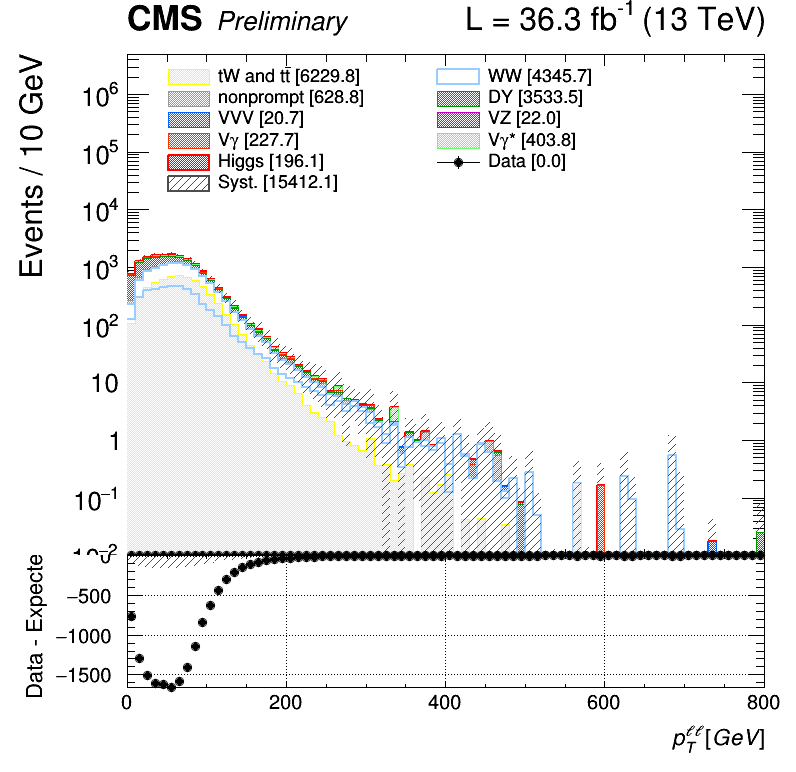 CMS Preliminary L = 36.3 fb⁻¹ (13 TeV)
Events / 10 GeV
tW and tt̄ [6229.8]
nonprompt [628.8]
VVV [20.7]
Vγ [227.7]
Higgs [196.1]
Syst. [15412.1]
WW [4345.7]
DY [3533.5]
VZ [22.0]
Vγ* [403.8]
Data [0.0]
10⁶
10⁵
10⁴
10³
10²
10
1
10⁻¹
10⁻²
Data - Expecte
0
−500
−1000
−1500
0 200 400 600 800
p_T^ℓℓ [GeV]